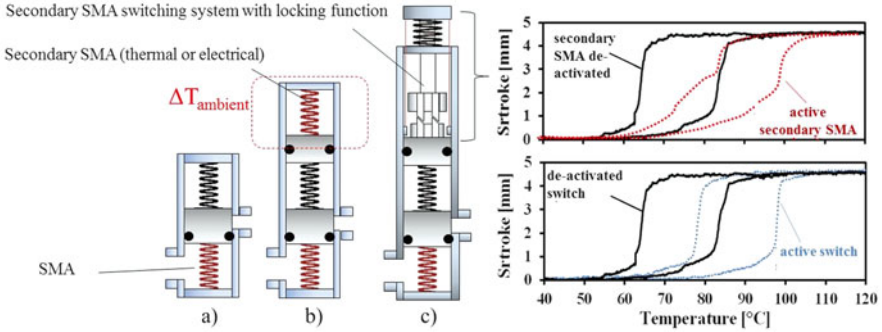 Secondary SMA switching system with locking function
Secondary SMA (thermal or electrical)
ΔTambient
SMA
a)
b)
c)
Srtroke [mm]
5
4
3
2
1
0
secondary
SMA de-
activated
active
secondary SMA
Srtroke [mm]
5
4
3
2
1
0
de-activated
switch
active switch
40 50 60 70 80 90 100 110 120
Temperature [°C]